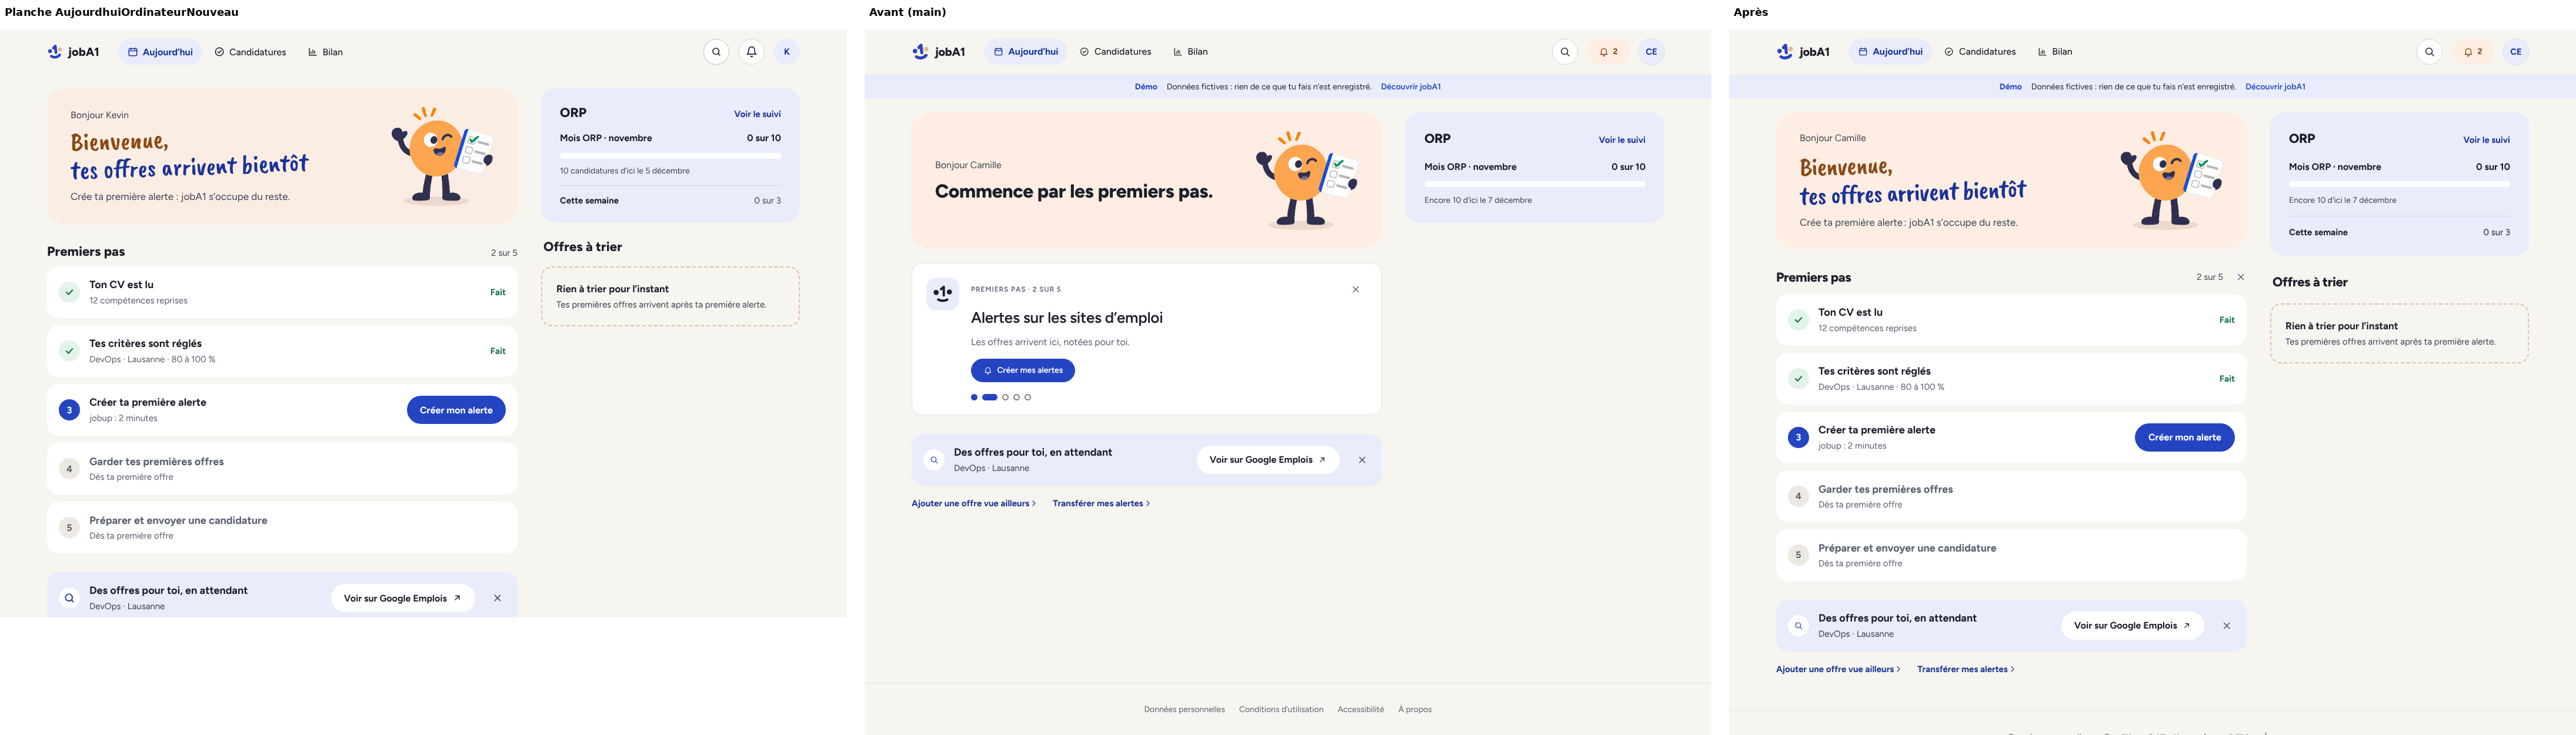 Planche AujourdhuiOrdinateurNouveau
jobA1
Aujourd'hui
Candidatures
Bilan
K
Bonjour Kevin
Bienvenue,
tes offres arrivent bientôt
Crée ta première alerte : jobA1 s'occupe du reste.
ORP
Voir le suivi
Mois ORP · novembre
0 sur 10
10 candidatures d'ici le 5 décembre
Cette semaine
0 sur 3
Premiers pas
2 sur 5
Ton CV est lu
12 compétences reprises
Fait
Tes critères sont réglés
DevOps · Lausanne · 80 à 100 %
Fait
3
Créer ta première alerte
jobup : 2 minutes
Créer mon alerte
4
Garder tes premières offres
Dès ta première offre
5
Préparer et envoyer une candidature
Dès ta première offre
Des offres pour toi, en attendant
DevOps · Lausanne
Voir sur Google Emplois
Offres à trier
Rien à trier pour l'instant
Tes premières offres arrivent après ta première alerte.
Avant (main)
jobA1
Aujourd'hui
Candidatures
Bilan
2
CE
Démo Données fictives : rien de ce que tu fais n'est enregistré. Découvrir jobA1
Bonjour Camille
Commence par les premiers pas.
ORP
Voir le suivi
Mois ORP · novembre
0 sur 10
Encore 10 d'ici le 7 décembre
PREMIERS PAS · 2 SUR 5
Alertes sur les sites d'emploi
Les offres arrivent ici, notées pour toi.
Créer mes alertes
Des offres pour toi, en attendant
DevOps · Lausanne
Voir sur Google Emplois
Ajouter une offre vue ailleurs
Transférer mes alertes
Données personnelles
Conditions d'utilisation
Accessibilité
À propos
Après
jobA1
Aujourd'hui
Candidatures
Bilan
2
CE
Démo Données fictives : rien de ce que tu fais n'est enregistré. Découvrir jobA1
Bonjour Camille
Bienvenue,
tes offres arrivent bientôt
Crée ta première alerte : jobA1 s'occupe du reste.
ORP
Voir le suivi
Mois ORP · novembre
0 sur 10
Encore 10 d'ici le 7 décembre
Cette semaine
0 sur 3
Premiers pas
2 sur 5
Ton CV est lu
12 compétences reprises
Fait
Tes critères sont réglés
DevOps · Lausanne · 80 à 100 %
Fait
3
Créer ta première alerte
jobup : 2 minutes
Créer mon alerte
4
Garder tes premières offres
Dès ta première offre
5
Préparer et envoyer une candidature
Dès ta première offre
Des offres pour toi, en attendant
DevOps · Lausanne
Voir sur Google Emplois
Ajouter une offre vue ailleurs
Transférer mes alertes
Offres à trier
Rien à trier pour l'instant
Tes premières offres arrivent après ta première alerte.